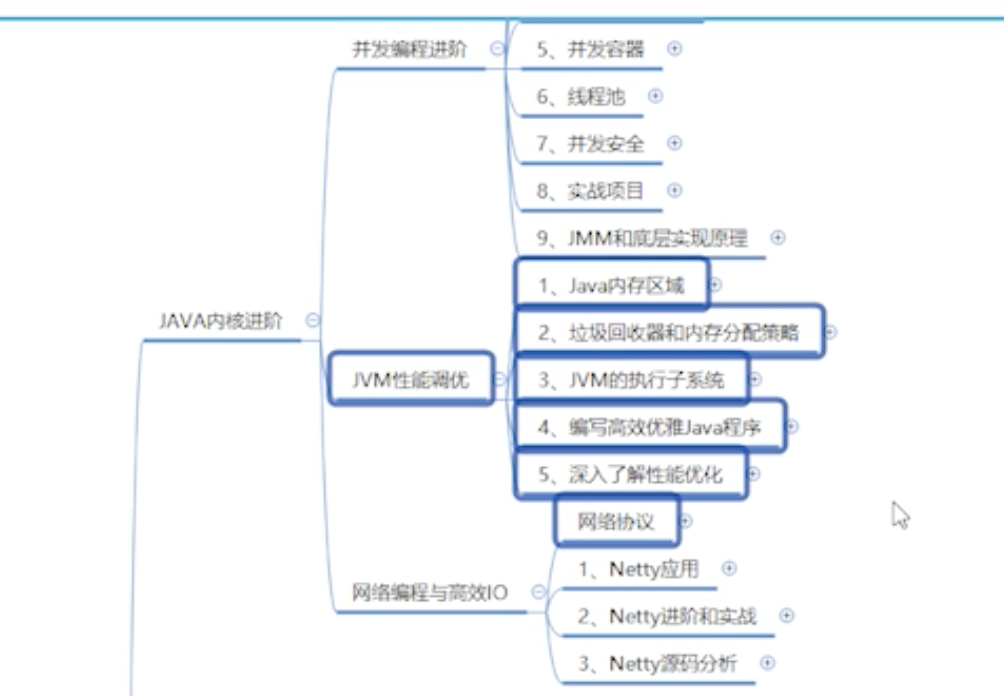 并发编程进阶
5、并发容器
6、线程池
7、并发安全
8、实战项目
9、JMM和底层实现原理
JAVA内核进阶
JVM性能调优
1、Java内存区域
2、垃圾回收器和内存分配策略
3、JVM的执行子系统
4、编写高效优雅Java程序
5、深入了解性能优化
网络编程与高效IO
网络协议
1、Netty应用
2、Netty进阶和实战
3、Netty源码分析